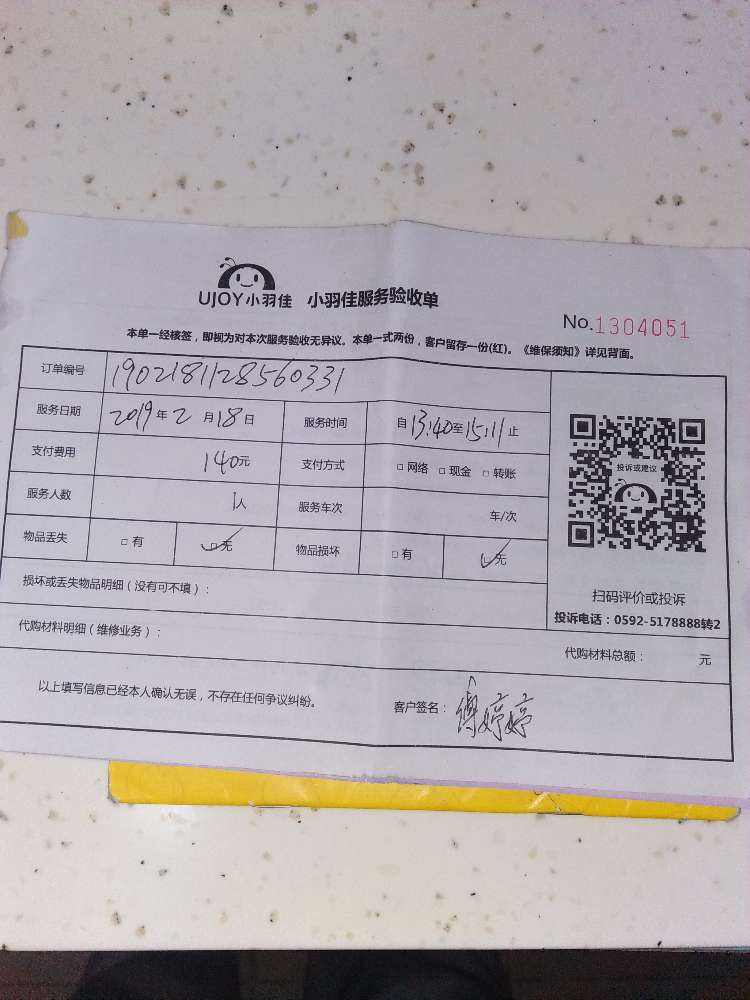 UJOY小羽佳 小羽佳服务验收单
No.1304051
本单一经核签，即视为对本次服务验收无异议。本单一式两份，客户留存一份(红)。《维保须知》详见背面。
订单编号 1902181128560331
服务日期 2019年2月18日 服务时间 自13:40至15:11止
支付费用 140元 支付方式 □网络 □现金 □转账
服务人数 1人 服务车次 车/次
物品丢失 □有 □无 物品损坏 □有 □无
投诉或建议
扫码评价或投诉
投诉电话：0592-5178888转2
损坏或丢失物品明细（没有可不填）：
代购材料明细（维修业务）： 代购材料总额： 元
以上填写信息已经本人确认无误，不存在任何争议纠纷。 客户签名：傅婷婷